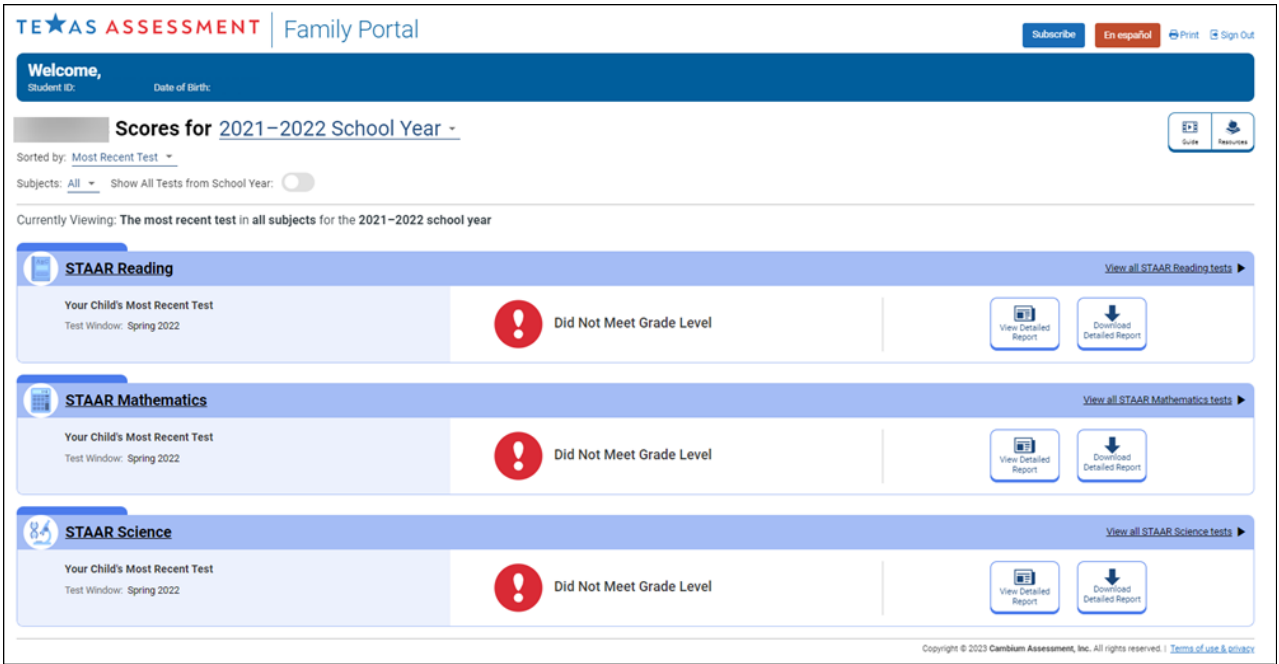 TEXAS ASSESSMENT Family Portal
Subscribe En español Print Sign Out
Welcome,
Student ID: Date of Birth:
Scores for 2021–2022 School Year
Guide Resources
Sorted by: Most Recent Test
Subjects: All Show All Tests from School Year:
Currently Viewing: The most recent test in all subjects for the 2021–2022 school year
STAAR Reading View all STAAR Reading tests
Your Child's Most Recent Test
Test Window: Spring 2022
Did Not Meet Grade Level
View Detailed
Report
Download
Detailed Report
STAAR Mathematics View all STAAR Mathematics tests
Your Child's Most Recent Test
Test Window: Spring 2022
Did Not Meet Grade Level
View Detailed
Report
Download
Detailed Report
STAAR Science View all STAAR Science tests
Your Child's Most Recent Test
Test Window: Spring 2022
Did Not Meet Grade Level
View Detailed
Report
Download
Detailed Report
Copyright © 2023 Cambium Assessment, Inc. All rights reserved. | Terms of use & privacy